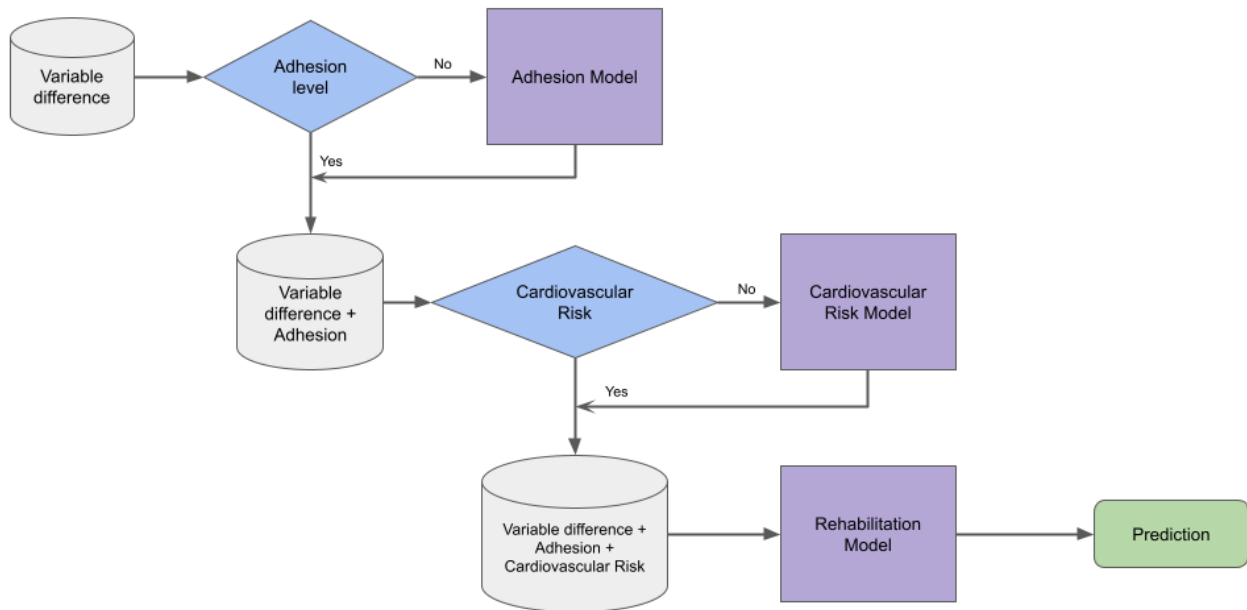 Variable
difference
Adhesion
level
No
Adhesion Model
Yes
Variable
difference +
Adhesion
Cardiovascular
Risk
No
Cardiovascular
Risk Model
Yes
Variable difference +
Adhesion +
Cardiovascular Risk
Rehabilitation
Model
Prediction